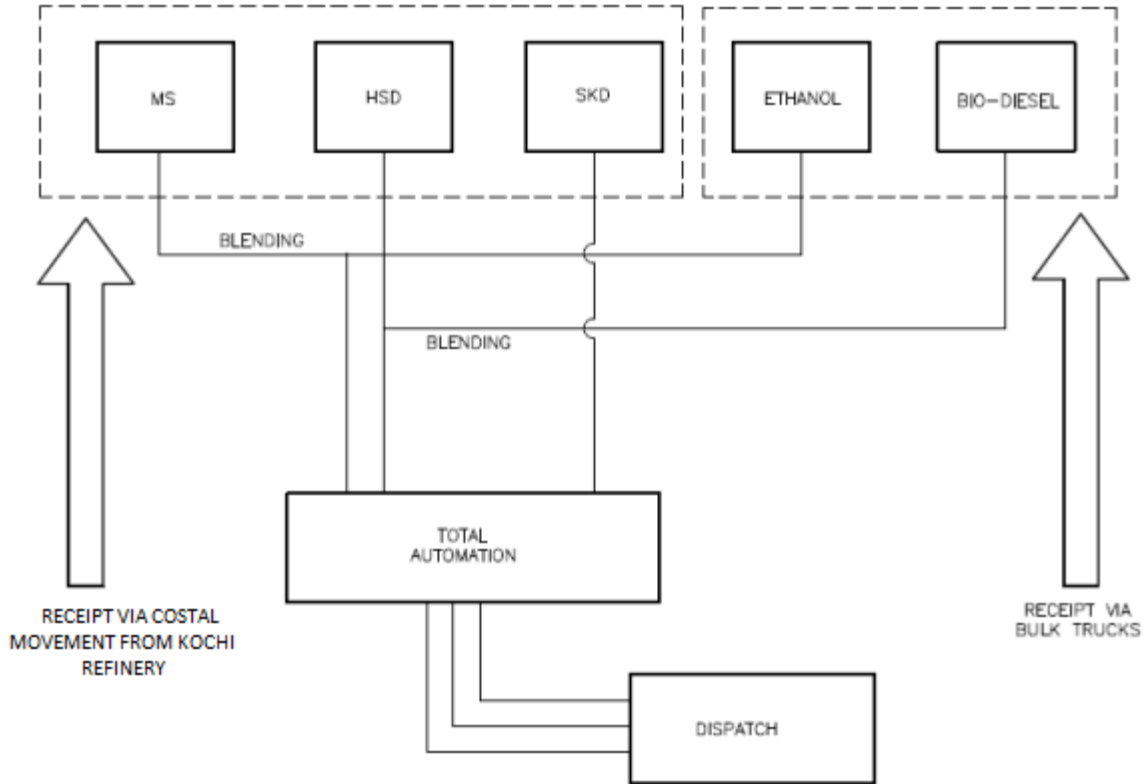 MS
HSD
SKD
ETHANOL
BIO-DIESEL
BLENDING
BLENDING
TOTAL
AUTOMATION
RECEIPT VIA COSTAL
MOVEMENT FROM KOCHI
REFINERY
RECEIPT VIA
BULK TRUCKS
DISPATCH